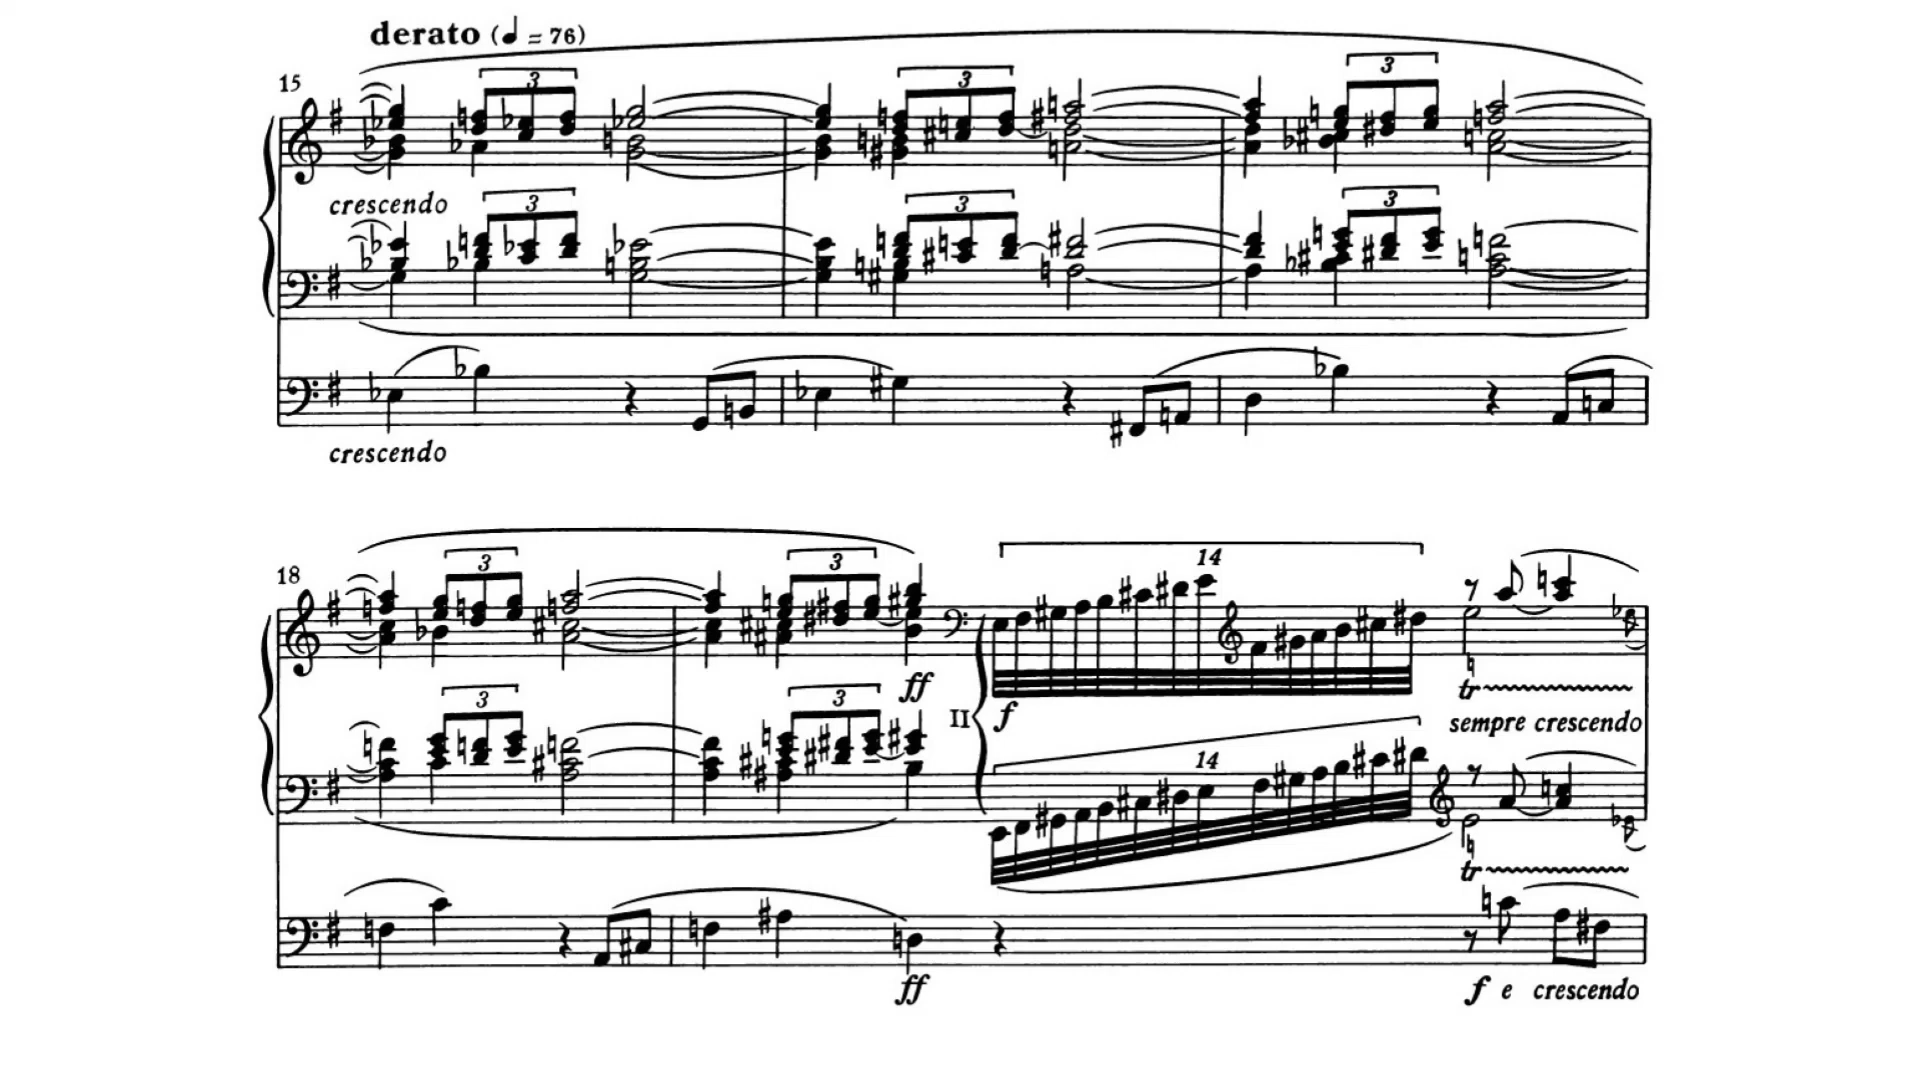 derato (♩ = 76)
15
3 3 3
crescendo
3 3 3
crescendo
18
3 3 14
ff
f
tr
sempre crescendo
3 3
II
14
tr
ff
f e crescendo